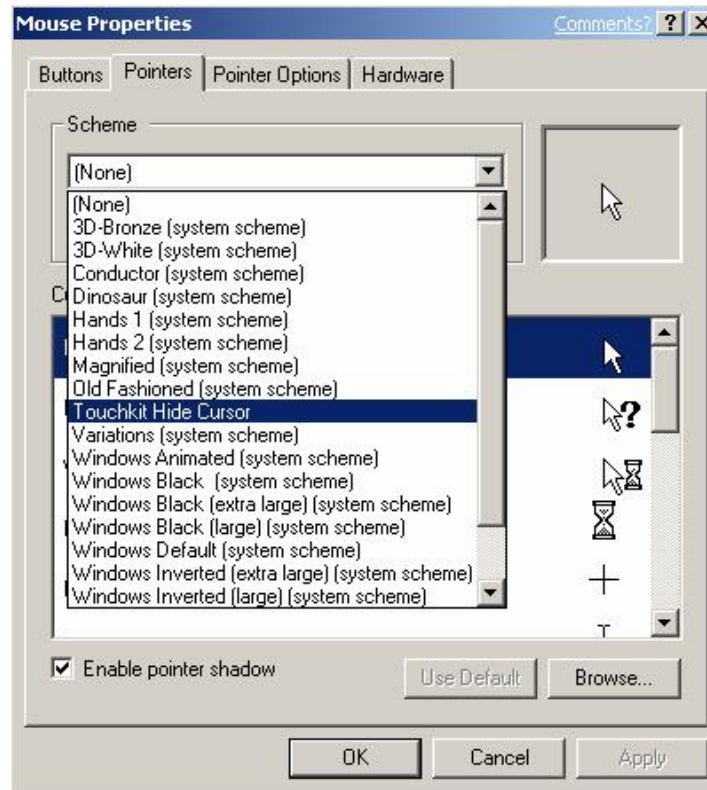 Mouse Properties Comments? ? X
Buttons Pointers Pointer Options Hardware
Scheme
(None)
(None)
3D-Bronze (system scheme)
3D-White (system scheme)
Conductor (system scheme)
Dinosaur (system scheme)
Hands 1 (system scheme)
Hands 2 (system scheme)
Magnified (system scheme)
Old Fashioned (system scheme)
Touchkit Hide Cursor
Variations (system scheme)
Windows Animated (system scheme)
Windows Black  (system scheme)
Windows Black (extra large) (system scheme)
Windows Black (large) (system scheme)
Windows Default (system scheme)
Windows Inverted (extra large) (system scheme)
Windows Inverted (large) (system scheme)
Enable pointer shadow
Use Default Browse...
OK Cancel Apply